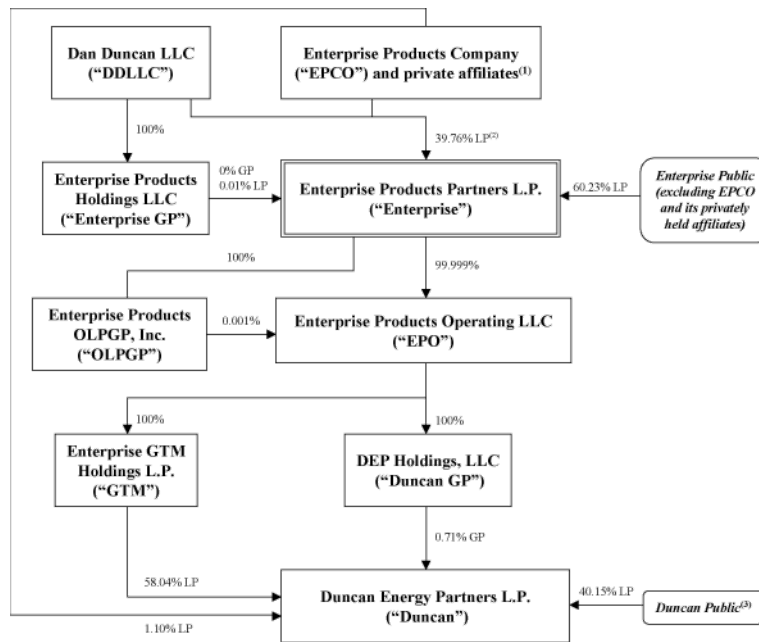 Dan Duncan LLC
(“DDLLC”)
Enterprise Products Company
(“EPCO”) and private affiliates(1)
100%
39.76% LP(2)
Enterprise Products
Holdings LLC
(“Enterprise GP”)
0% GP
0.01% LP
Enterprise Products Partners L.P.
(“Enterprise”)
60.23% LP
Enterprise Public
(excluding EPCO
and its privately
held affiliates)
100%
99.999%
Enterprise Products
OLPGP, Inc.
(“OLPGP”)
0.001%
Enterprise Products Operating LLC
(“EPO”)
100%
100%
Enterprise GTM
Holdings L.P.
(“GTM”)
DEP Holdings, LLC
(“Duncan GP”)
0.71% GP
58.04% LP
Duncan Energy Partners L.P.
(“Duncan”)
40.15% LP
Duncan Public(3)
1.10% LP